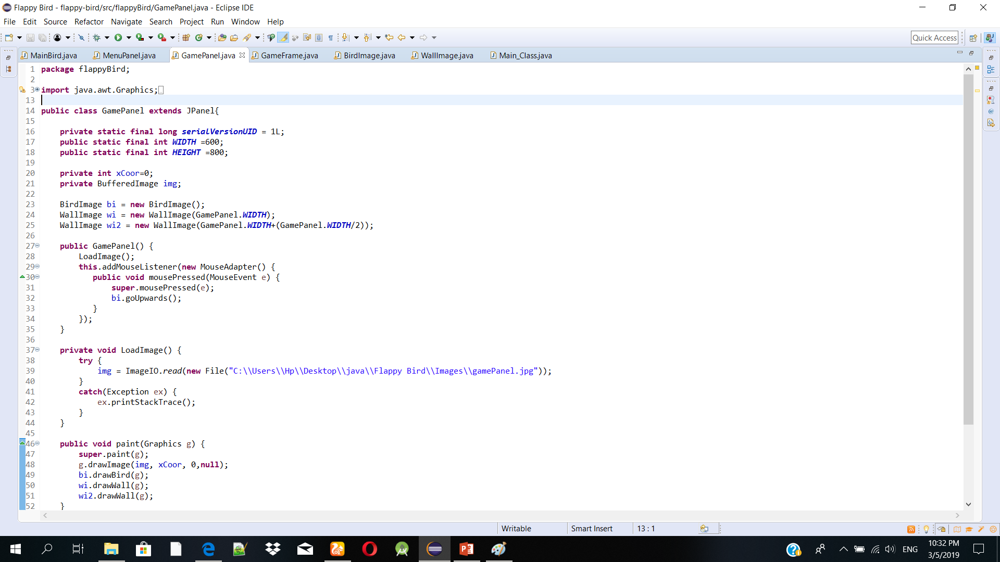 Flappy Bird - flappy-bird/src/flappyBird/GamePanel.java - Eclipse IDE
File Edit Source Refactor Navigate Search Project Run Window Help
Quick Access
MainBird.java MenuPanel.java GamePanel.java GameFrame.java BirdImage.java WallImage.java Main_Class.java
1 package flappyBird;
2
3 import java.awt.Graphics;
13
14 public class GamePanel extends JPanel{
15
16 private static final long serialVersionUID = 1L;
17 public static final int WIDTH =600;
18 public static final int HEIGHT =800;
19
20 private int xCoor=0;
21 private BufferedImage img;
22
23 BirdImage bi = new BirdImage();
24 WallImage wi = new WallImage(GamePanel.WIDTH);
25 WallImage wi2 = new WallImage(GamePanel.WIDTH+(GamePanel.WIDTH/2));
26
27 public GamePanel() {
28 LoadImage();
29 this.addMouseListener(new MouseAdapter() {
30 public void mousePressed(MouseEvent e) {
31 super.mousePressed(e);
32 bi.goUpwards();
33 }
34 });
35 }
36
37 private void LoadImage() {
38 try {
39 img = ImageIO.read(new File("C:\\Users\\Hp\\Desktop\\java\\Flappy Bird\\Images\\gamePanel.jpg"));
40 }
41 catch(Exception ex) {
42 ex.printStackTrace();
43 }
44 }
45
46 public void paint(Graphics g) {
47 super.paint(g);
48 g.drawImage(img, xCoor, 0,null);
49 bi.drawBird(g);
50 wi.drawWall(g);
51 wi2.drawWall(g);
52 }
Writable Smart Insert 13 : 1
ENG 10:32 PM
3/5/2019